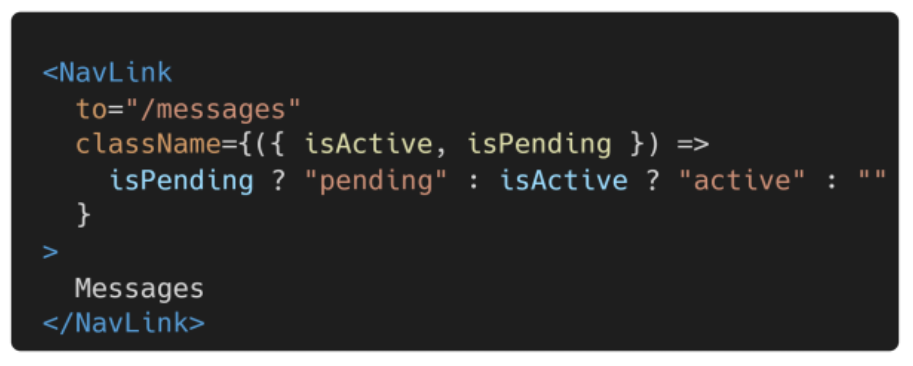 <NavLink
  to="/messages"
  className={({ isActive, isPending }) =>
    isPending ? "pending" : isActive ? "active" : ""
  }
>
  Messages
</NavLink>